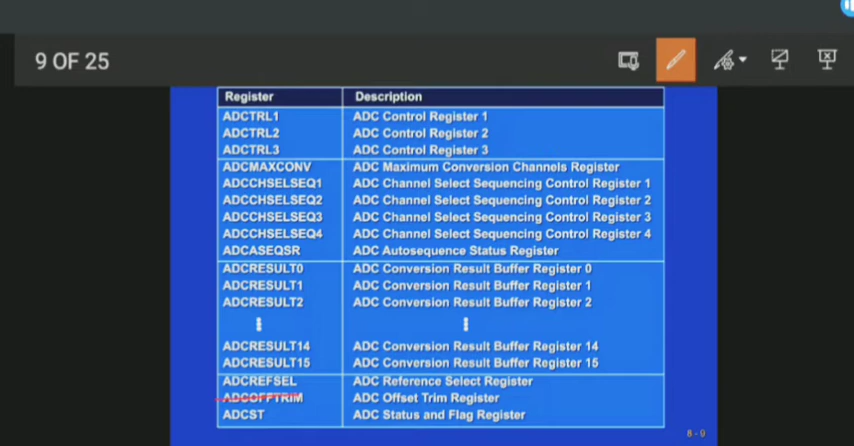 9 OF 25
Register Description
ADCTRL1 ADC Control Register 1
ADCTRL2 ADC Control Register 2
ADCTRL3 ADC Control Register 3
ADCMAXCONV ADC Maximum Conversion Channels Register
ADCCHSELSEQ1 ADC Channel Select Sequencing Control Register 1
ADCCHSELSEQ2 ADC Channel Select Sequencing Control Register 2
ADCCHSELSEQ3 ADC Channel Select Sequencing Control Register 3
ADCCHSELSEQ4 ADC Channel Select Sequencing Control Register 4
ADCASEQSR ADC Autosequence Status Register
ADCRESULT0 ADC Conversion Result Buffer Register 0
ADCRESULT1 ADC Conversion Result Buffer Register 1
ADCRESULT2 ADC Conversion Result Buffer Register 2
⋮ ⋮
ADCRESULT14 ADC Conversion Result Buffer Register 14
ADCRESULT15 ADC Conversion Result Buffer Register 15
ADCREFSEL ADC Reference Select Register
ADCOFFTRIM ADC Offset Trim Register
ADCST ADC Status and Flag Register
8 - 9